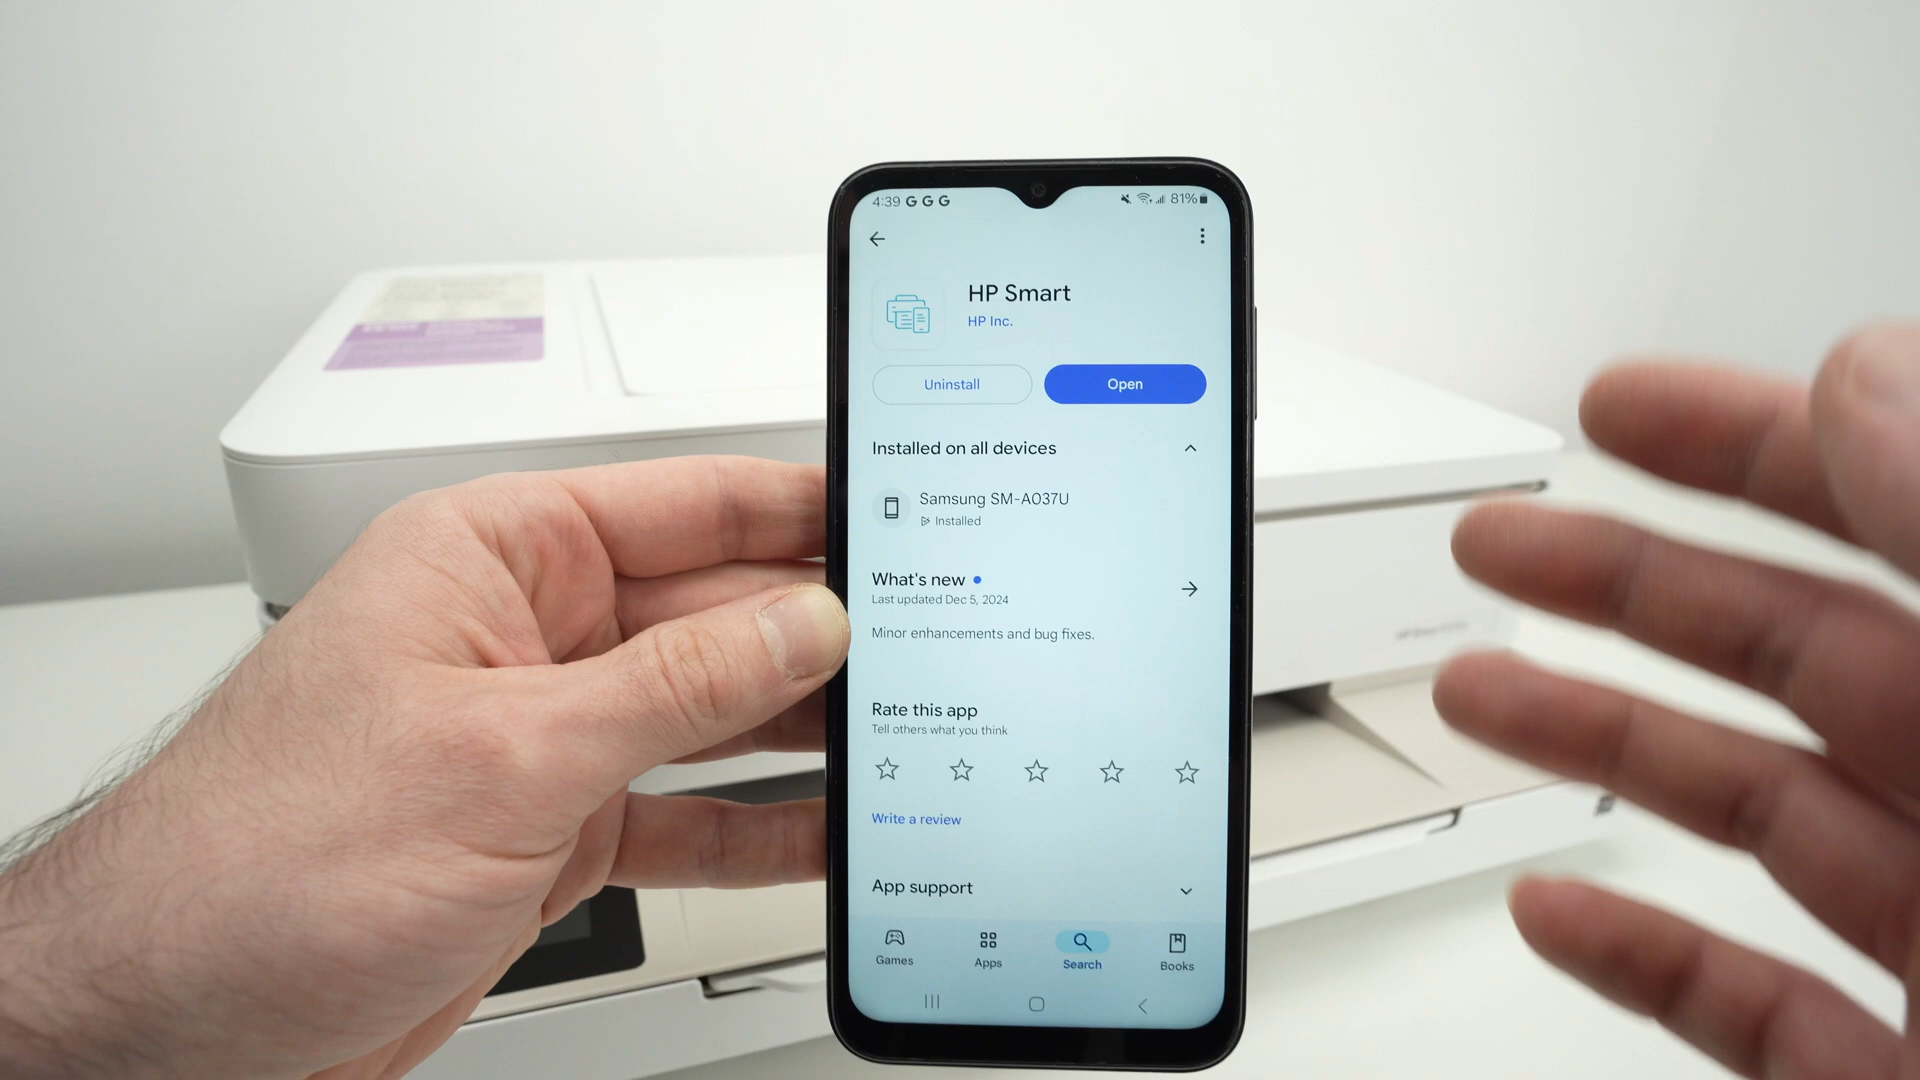 4:39 G G G
81%
HP Smart
HP Inc.
Uninstall
Open
Installed on all devices
Samsung SM-A037U
Installed
What's new
Last updated Dec 5, 2024
Minor enhancements and bug fixes.
Rate this app
Tell others what you think
Write a review
App support
Games
Apps
Search
Books